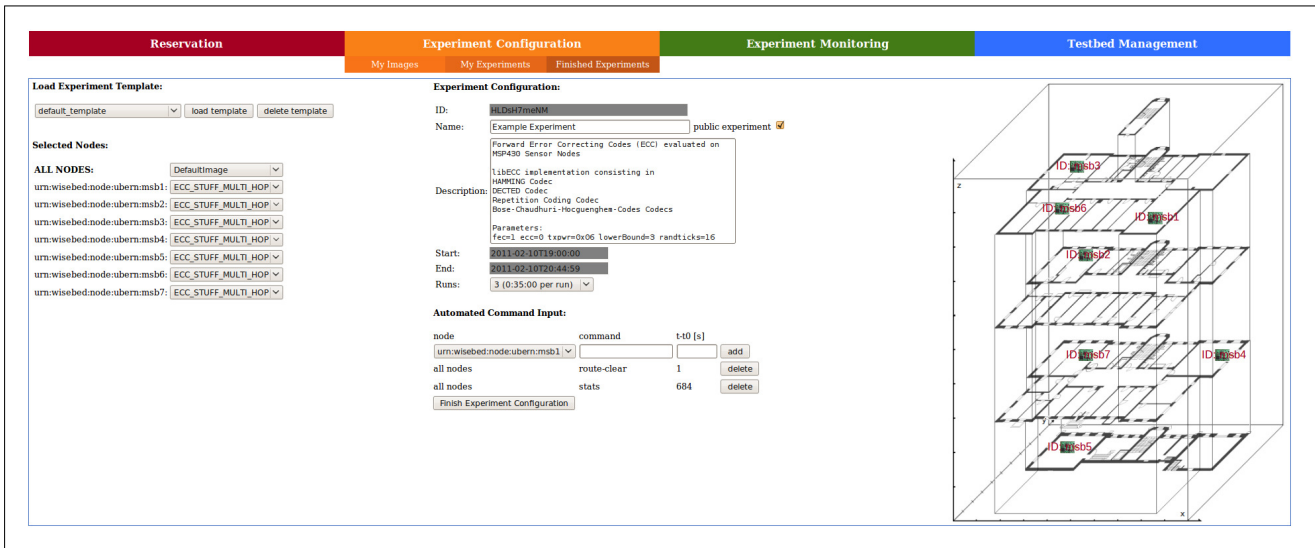 Reservation
Experiment Configuration
Experiment Monitoring
Testbed Management
My Images
My Experiments
Finished Experiments
Load Experiment Template:
default_template
load template
delete template
Selected Nodes:
ALL NODES: DefaultImage
urn:wisebed:node:ubern:msb1: ECC_STUFF_MULTI_HOP
urn:wisebed:node:ubern:msb2: ECC_STUFF_MULTI_HOP
urn:wisebed:node:ubern:msb3: ECC_STUFF_MULTI_HOP
urn:wisebed:node:ubern:msb4: ECC_STUFF_MULTI_HOP
urn:wisebed:node:ubern:msb5: ECC_STUFF_MULTI_HOP
urn:wisebed:node:ubern:msb6: ECC_STUFF_MULTI_HOP
urn:wisebed:node:ubern:msb7: ECC_STUFF_MULTI_HOP
Experiment Configuration:
ID: HLDsH7meNM
Name: Example Experiment public experiment
Description:
Forward Error Correcting Codes (ECC) evaluated on
MSP430 Sensor Nodes
libECC implementation consisting in
HAMMING Codec
DECTED Codec
Repetition Coding Codec
Bose-Chaudhuri-Hocguenghem-Codes Codecs
Parameters:
fec=1 ecc=0 txpwr=0x06 lowerBound=3 randticks=16
Start: 2011-02-10T19:00:00
End: 2011-02-10T20:44:59
Runs: 3 (0:35:00 per run)
Automated Command Input:
node command t-t0 [s]
urn:wisebed:node:ubern:msb1 add
all nodes route-clear 1 delete
all nodes stats 684 delete
Finish Experiment Configuration
z
ID:msb3
ID:msb6
ID:msb1
ID:msb2
ID:msb7
ID:msb4
y
ID:msb5
x